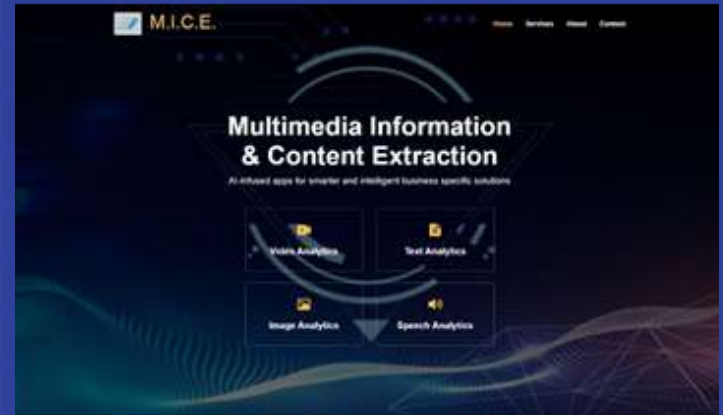 M.I.C.E.
Home Services About Contact
Multimedia Information
& Content Extraction
AI-infused apps for smarter and intelligent business specific solutions
Video Analytics
Text Analytics
Image Analytics
Speech Analytics